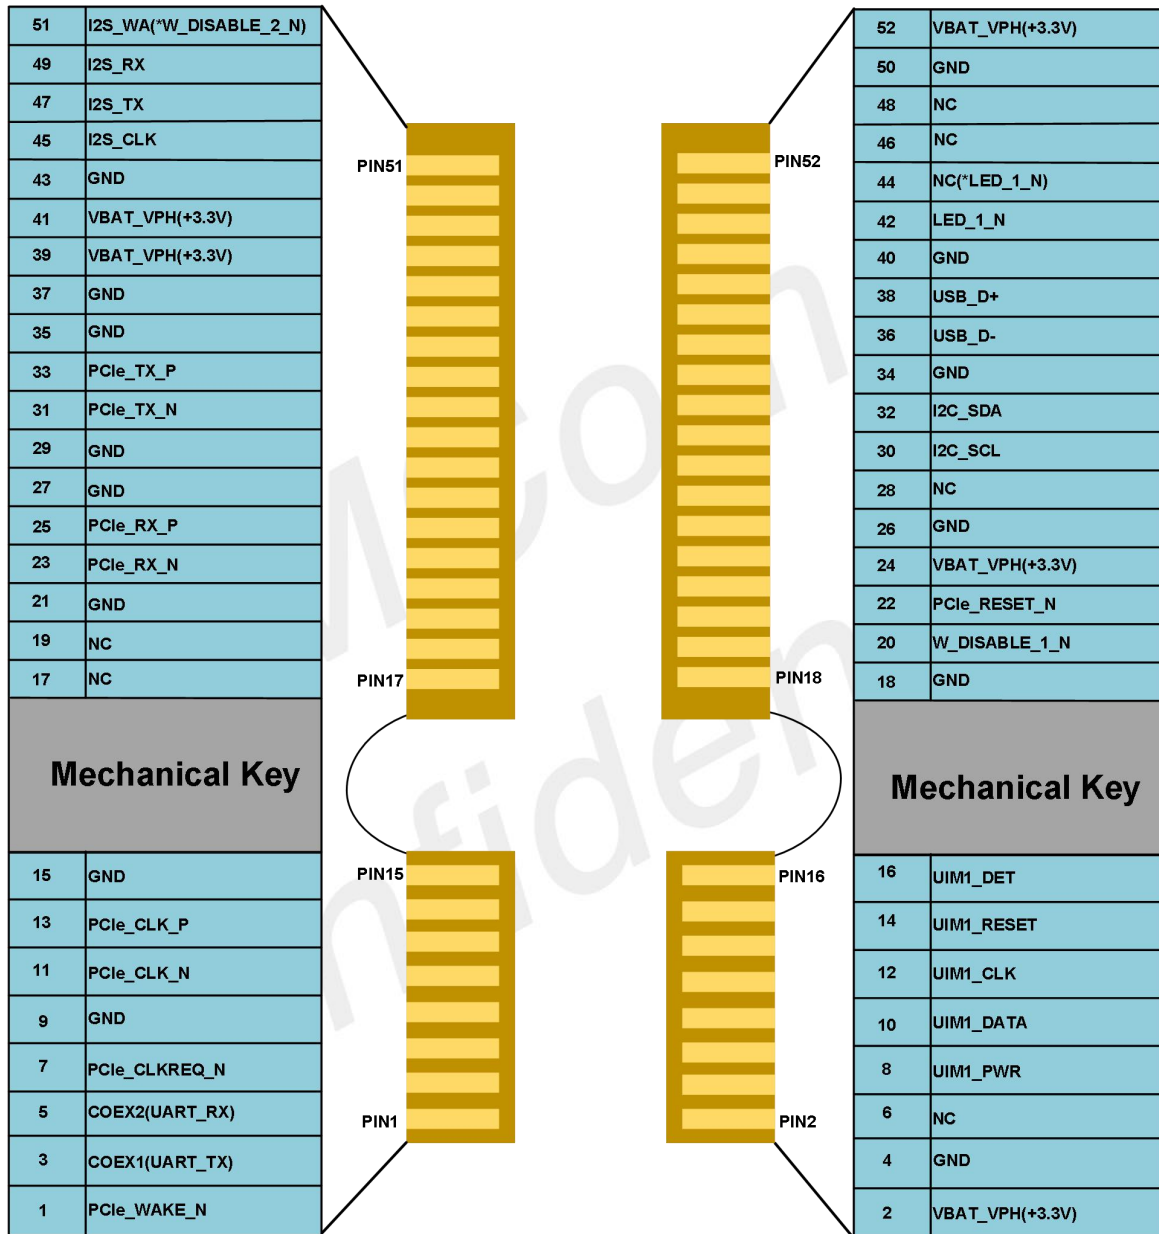 51 I2S_WA(*W_DISABLE_2_N)
49 I2S_RX
47 I2S_TX
45 I2S_CLK
43 GND
41 VBAT_VPH(+3.3V)
39 VBAT_VPH(+3.3V)
37 GND
35 GND
33 PCIe_TX_P
31 PCIe_TX_N
29 GND
27 GND
25 PCIe_RX_P
23 PCIe_RX_N
21 GND
19 NC
17 NC
Mechanical Key
15 GND
13 PCIe_CLK_P
11 PCIe_CLK_N
9 GND
7 PCIe_CLKREQ_N
5 COEX2(UART_RX)
3 COEX1(UART_TX)
1 PCIe_WAKE_N
PIN51
PIN17
PIN15
PIN1
PIN52
PIN18
PIN16
PIN2
52 VBAT_VPH(+3.3V)
50 GND
48 NC
46 NC
44 NC(*LED_1_N)
42 LED_1_N
40 GND
38 USB_D+
36 USB_D-
34 GND
32 I2C_SDA
30 I2C_SCL
28 NC
26 GND
24 VBAT_VPH(+3.3V)
22 PCIe_RESET_N
20 W_DISABLE_1_N
18 GND
Mechanical Key
16 UIM1_DET
14 UIM1_RESET
12 UIM1_CLK
10 UIM1_DATA
8 UIM1_PWR
6 NC
4 GND
2 VBAT_VPH(+3.3V)